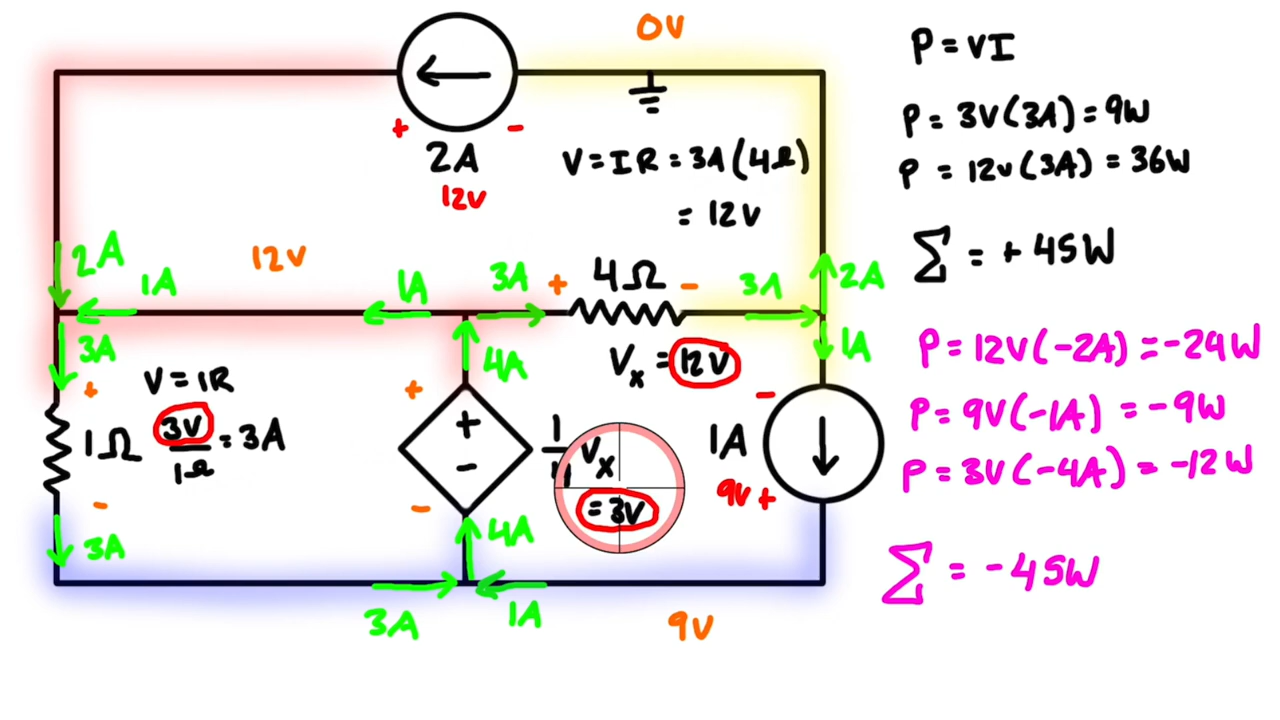 0V
+ -
2A
12V
V = IR = 3A(4Ω)
= 12V
P = VI
P = 3V(3A) = 9W
P = 12V(3A) = 36W
Σ = +45W
2A
1A
12V
1A
3A
+ 4Ω -
3A
2A
3A
4A
Vx = 12V
1A
+
V = IR
1Ω
3V/1Ω = 3A
-
3A
+
+
-
-
1/4 Vx
= 3V
-
1A
9V +
4A
3A
1A
9V
P = 12V(-2A) = -24W
P = 9V(-1A) = -9W
P = 3V(-4A) = -12W
Σ = -45W